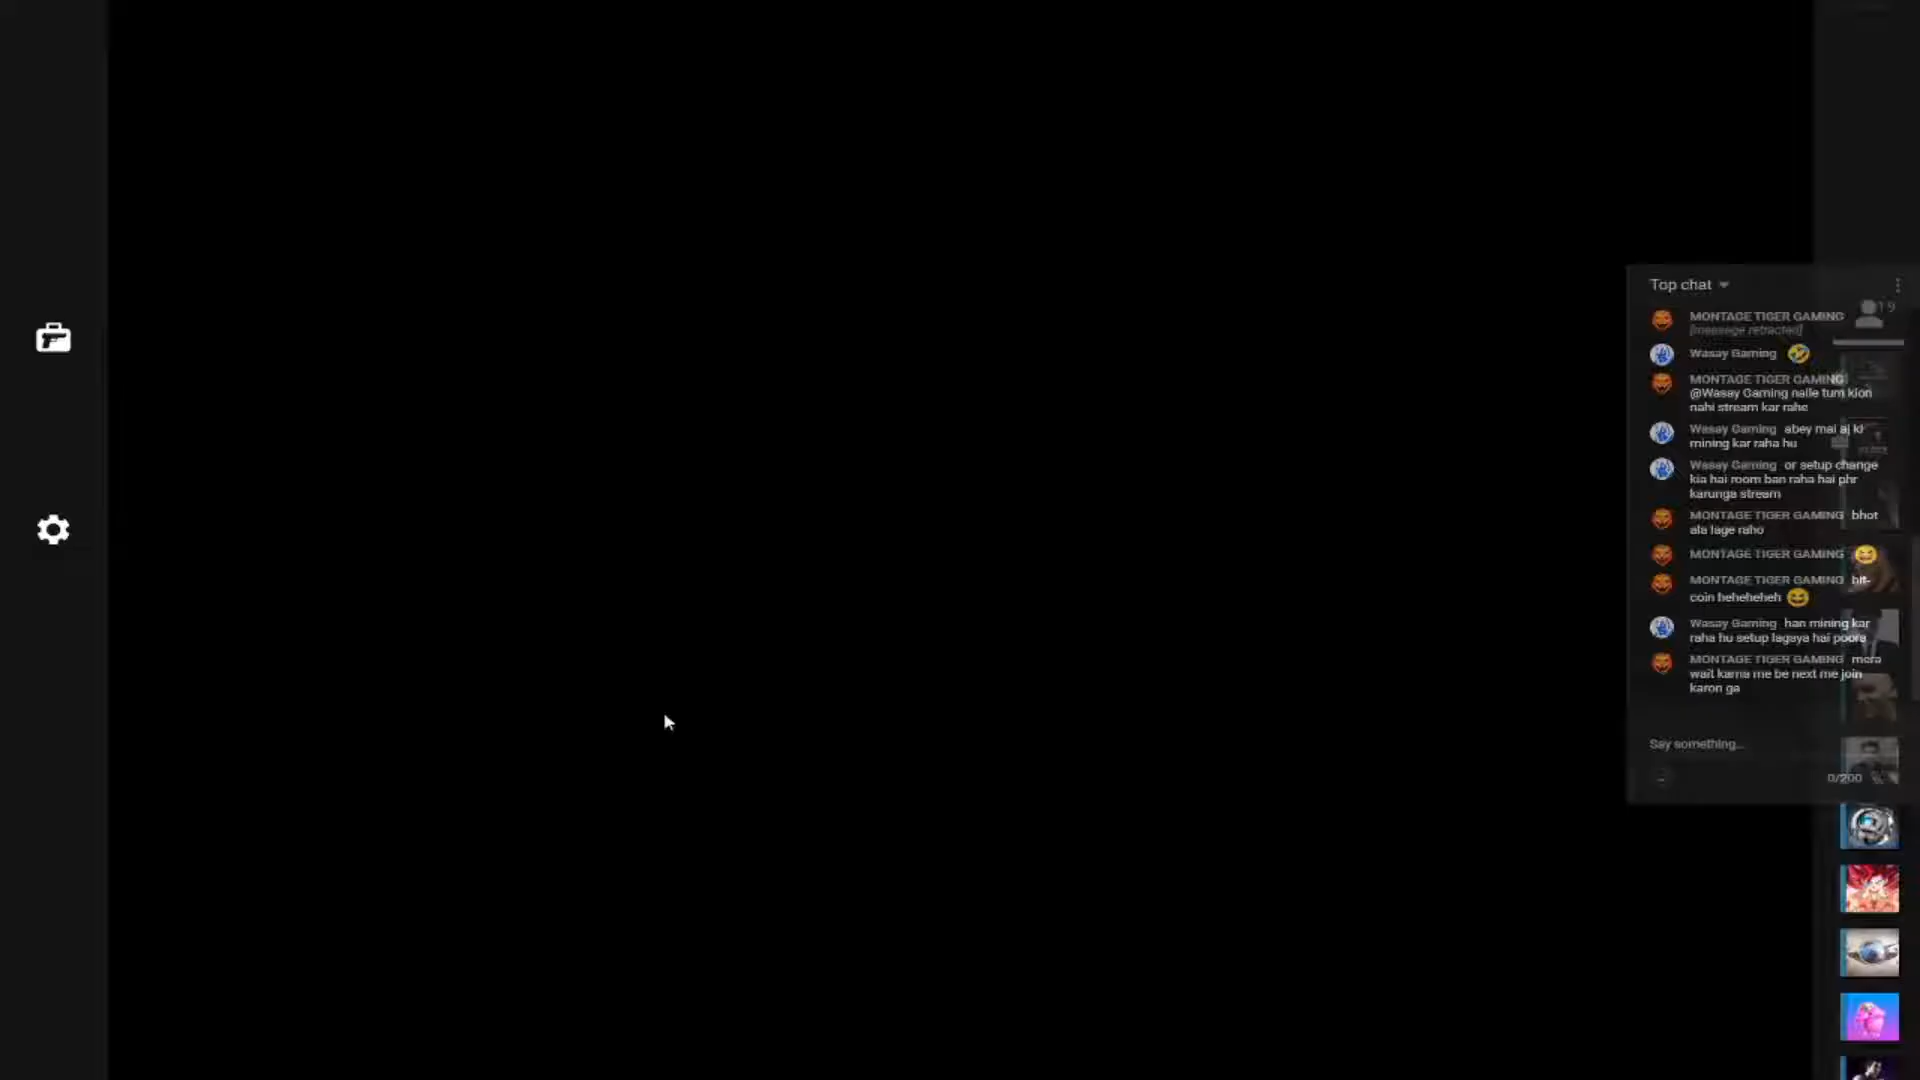 Top chat
19
MONTAGE TIGER GAMING
[message retracted]
Wasay Gaming
MONTAGE TIGER GAMING
@Wasay Gaming naile tum kion
nahi stream kar rahe
Wasay Gaming abey mai aj kl
mining kar raha hu
Wasay Gaming or setup change
kia hai room ban raha hai phr
karunga stream
MONTAGE TIGER GAMING bhot
ala lage raho
MONTAGE TIGER GAMING
MONTAGE TIGER GAMING bit-
coin heheheheh
Wasay Gaming han mining kar
raha hu setup lagaya hai poora
MONTAGE TIGER GAMING mera
wait karna me be next me join
karon ga
Say something...
0/200